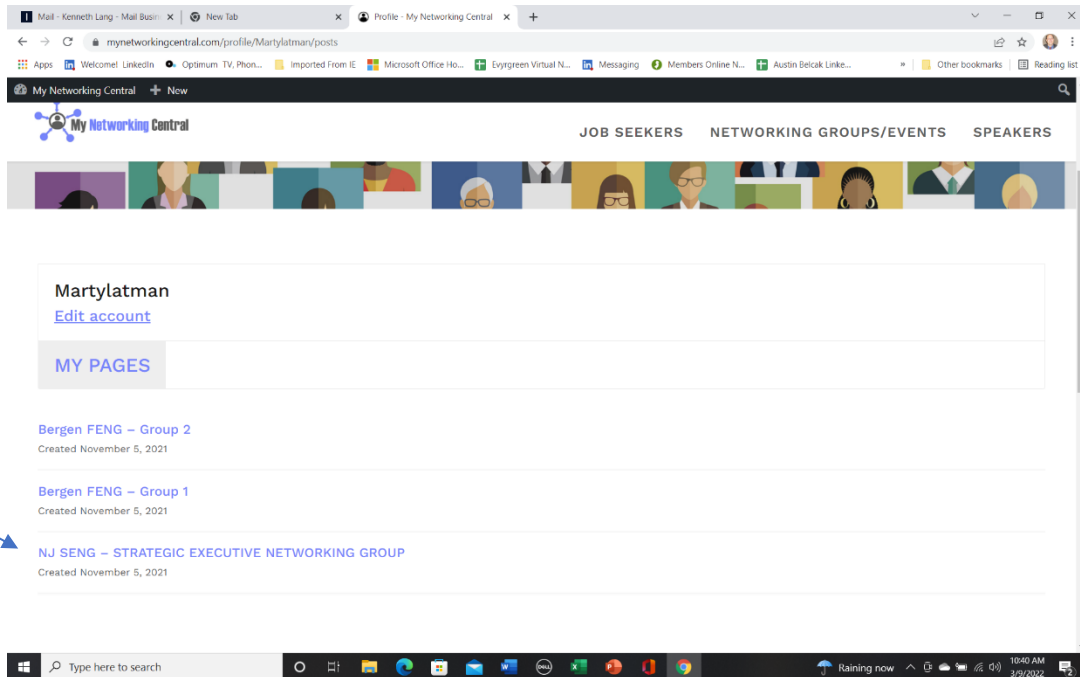 Mail - Kenneth Lang - Mail Busin
New Tab
Profile - My Networking Central
mynetworkingcentral.com/profile/Martylatman/posts
Apps Welcome! LinkedIn Optimum TV, Phon... Imported From IE Microsoft Office Ho... Evyrgreen Virtual N... Messaging Members Online N... Austin Belcak Linke... » Other bookmarks Reading list
My Networking Central + New
My Networking Central
JOB SEEKERS NETWORKING GROUPS/EVENTS SPEAKERS
Martylatman
Edit account
MY PAGES
Bergen FENG – Group 2
Created November 5, 2021
Bergen FENG – Group 1
Created November 5, 2021
NJ SENG – STRATEGIC EXECUTIVE NETWORKING GROUP
Created November 5, 2021
Type here to search
DELL
Raining now
10:40 AM
3/9/2022
2